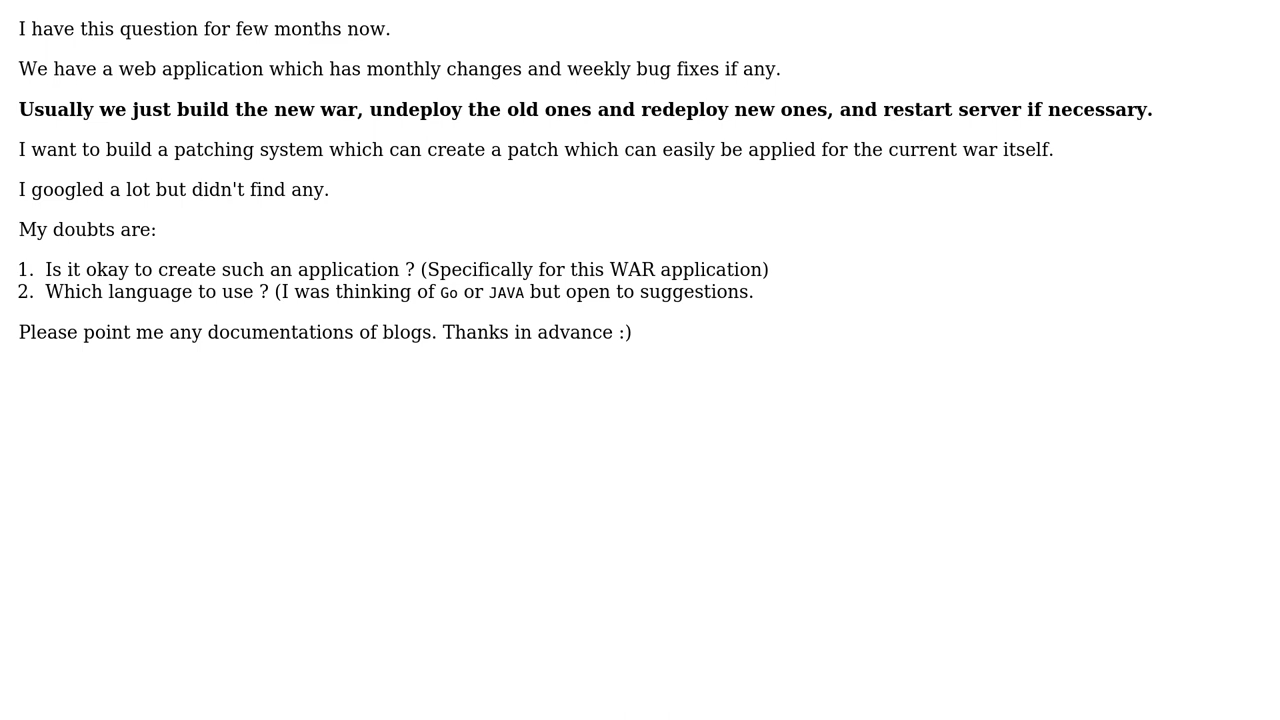 I have this question for few months now.
We have a web application which has monthly changes and weekly bug fixes if any.
Usually we just build the new war, undeploy the old ones and redeploy new ones, and restart server if necessary.
I want to build a patching system which can create a patch which can easily be applied for the current war itself.
I googled a lot but didn't find any.
My doubts are:
1. Is it okay to create such an application ? (Specifically for this WAR application)
2. Which language to use ? (I was thinking of Go or JAVA but open to suggestions.
Please point me any documentations of blogs. Thanks in advance :)